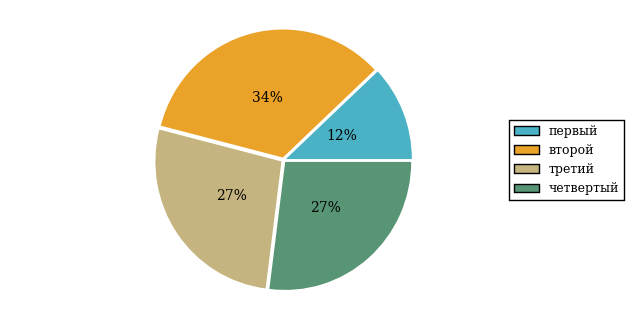 34%
12%
27%
27%
первый
второй
третий
четвертый